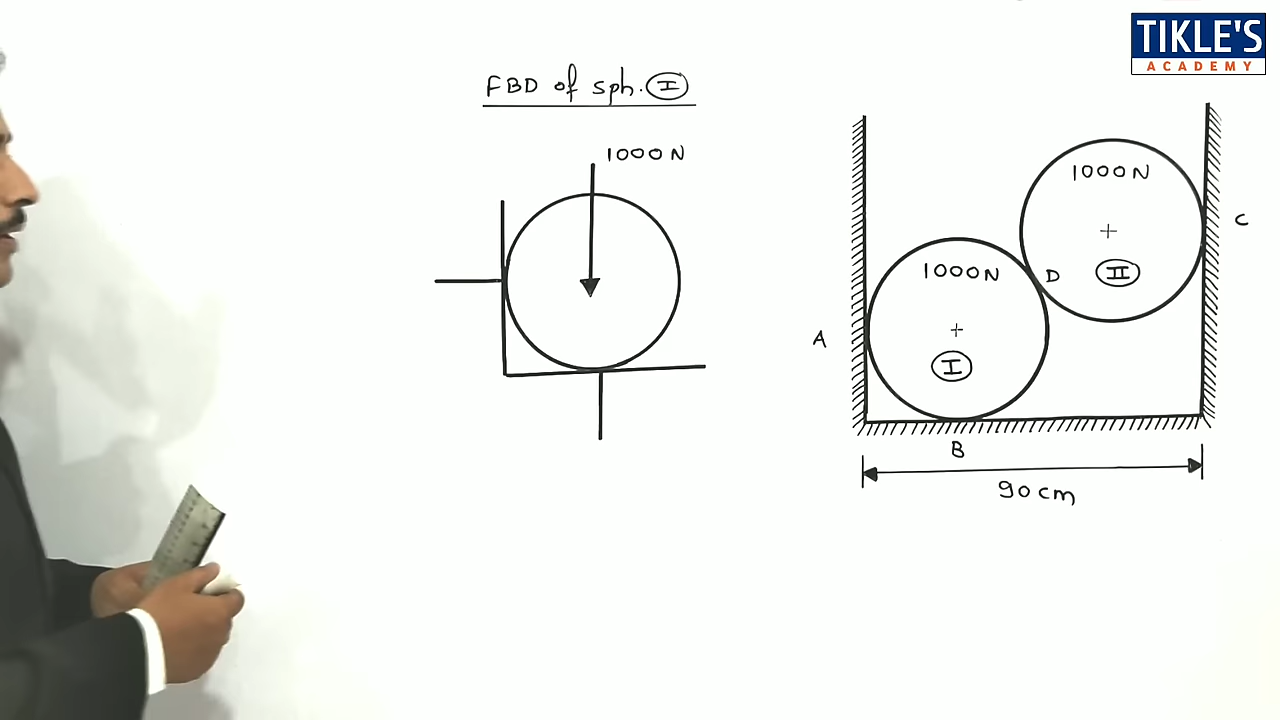 TIKLE'S
ACADEMY
FBD of sph. I
1000 N
1000 N
C
1000 N
D
II
A
I
B
90 cm